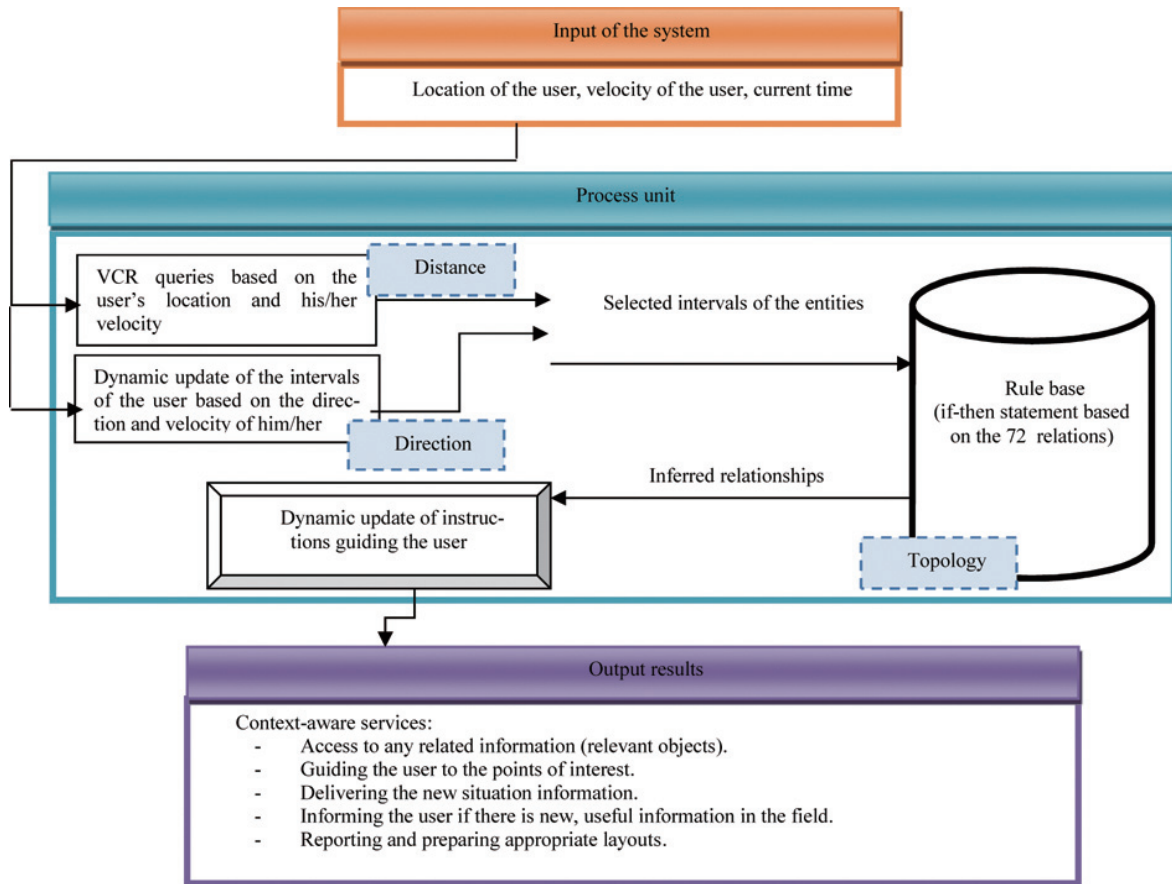 Input of the system
Location of the user, velocity of the user, current time
Process unit
VCR queries based on the
user's location and his/her
velocity
Distance
Selected intervals of the entities
Dynamic update of the intervals
of the user based on the direc-
tion and velocity of him/her
Direction
Rule base
(if-then statement based
on the 72 relations)
Inferred relationships
Dynamic update of instruc-
tions guiding the user
Topology
Output results
Context-aware services:
- Access to any related information (relevant objects).
- Guiding the user to the points of interest.
- Delivering the new situation information.
- Informing the user if there is new, useful information in the field.
- Reporting and preparing appropriate layouts.